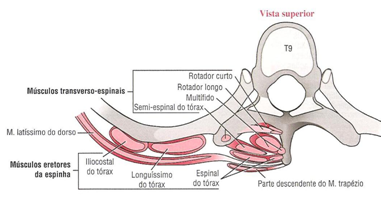 Vista superior
T9
Rotador curto
Rotador longo
Músculos transverso-espinais
Multífido
Semi-espinal do tórax
M. latíssimo do dorso
Músculos eretores
da espinha
Iliocostal
do tórax
Longuíssimo
do tórax
Espinal
do tórax
Parte descendente do M. trapézio